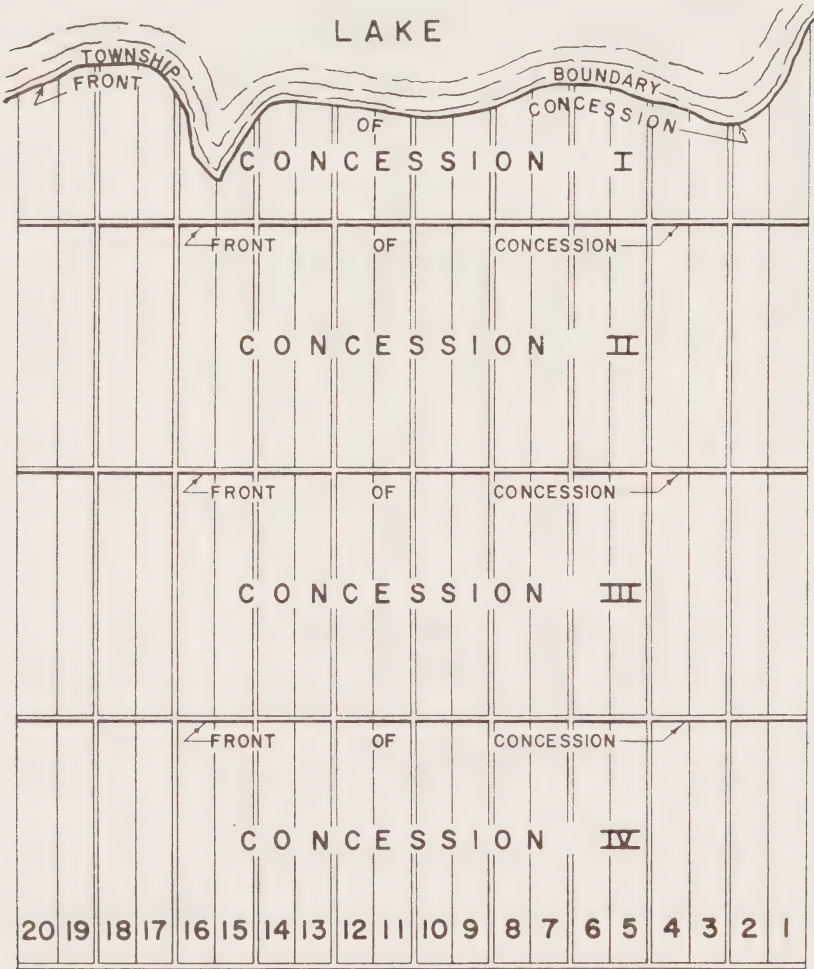 LAKE
TOWNSHIP BOUNDARY
FRONT OF CONCESSION
CONCESSION I
FRONT OF CONCESSION
CONCESSION II
FRONT OF CONCESSION
CONCESSION III
FRONT OF CONCESSION
CONCESSION IV
20 19 18 17 16 15 14 13 12 11 10 9 8 7 6 5 4 3 2 1